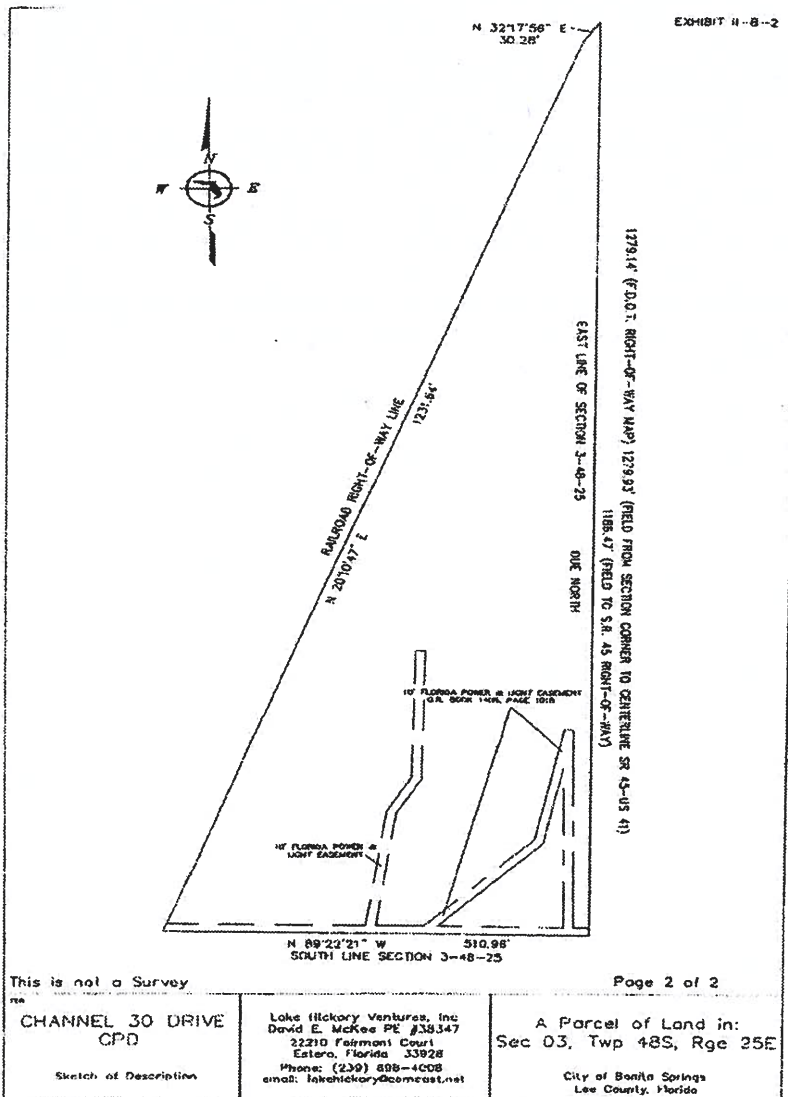 EXHIBIT II-B-2
N 32°17'56" E
30.28'
N
W E
S
1279.14' (F.D.O.T. RIGHT-OF-WAY MAP) 1279.93' (FIELD FROM SECTION CORNER TO CENTERLINE SR 45-US 41)
1186.47' (FIELD TO S.R. 45 RIGHT-OF-WAY)
EAST LINE OF SECTION 3-48-25
DUE NORTH
RAILROAD RIGHT-OF-WAY LINE
1231.64'
N 20°10'47" E
10' FLORIDA POWER & LIGHT EASEMENT
O.R. BOOK PAGE
10' FLORIDA POWER &
LIGHT EASEMENT
N 89°22'21" W 510.98'
SOUTH LINE SECTION 3-48-25
This is not a Survey
Page 2 of 2
CHANNEL 30 DRIVE
CPD
Sketch of Description
Lake Hickory Ventures, Inc
David E. McKee PE #38347
22210 Fairmont Court
Estero, Florida 33928
Phone: (239) 898-4008
email: lakehickory@comcast.net
A Parcel of Land in:
Sec 03, Twp 48S, Rge 25E
City of Bonita Springs
Lee County, Florida